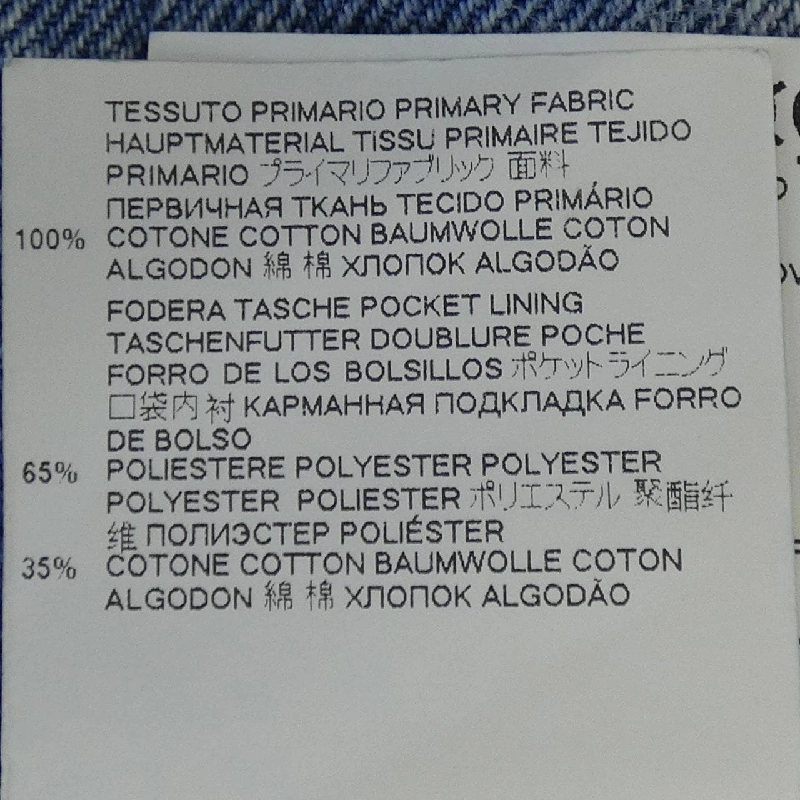 TESSUTO PRIMARIO PRIMARY FABRIC
HAUPTMATERIAL TISSU PRIMAIRE TEJIDO
PRIMARIO プライマリファブリック 面料
ПЕРВИЧНАЯ ТКАНЬ TECIDO PRIMÁRIO
100% COTONE COTTON BAUMWOLLE COTON
ALGODON 綿 棉 ХЛОПОК ALGODÃO
FODERA TASCHE POCKET LINING
TASCHENFUTTER DOUBLURE POCHE
FORRO DE LOS BOLSILLOS ポケットライニング
口袋内衬 КАРМАННАЯ ПОДКЛАДКА FORRO
DE BOLSO
65% POLIESTERE POLYESTER POLYESTER
POLYESTER POLIESTER ポリエステル 聚酯纤
维 ПОЛИЭСТЕР POLIÉSTER
35% COTONE COTTON BAUMWOLLE COTON
ALGODON 綿 棉 ХЛОПОК ALGODÃO